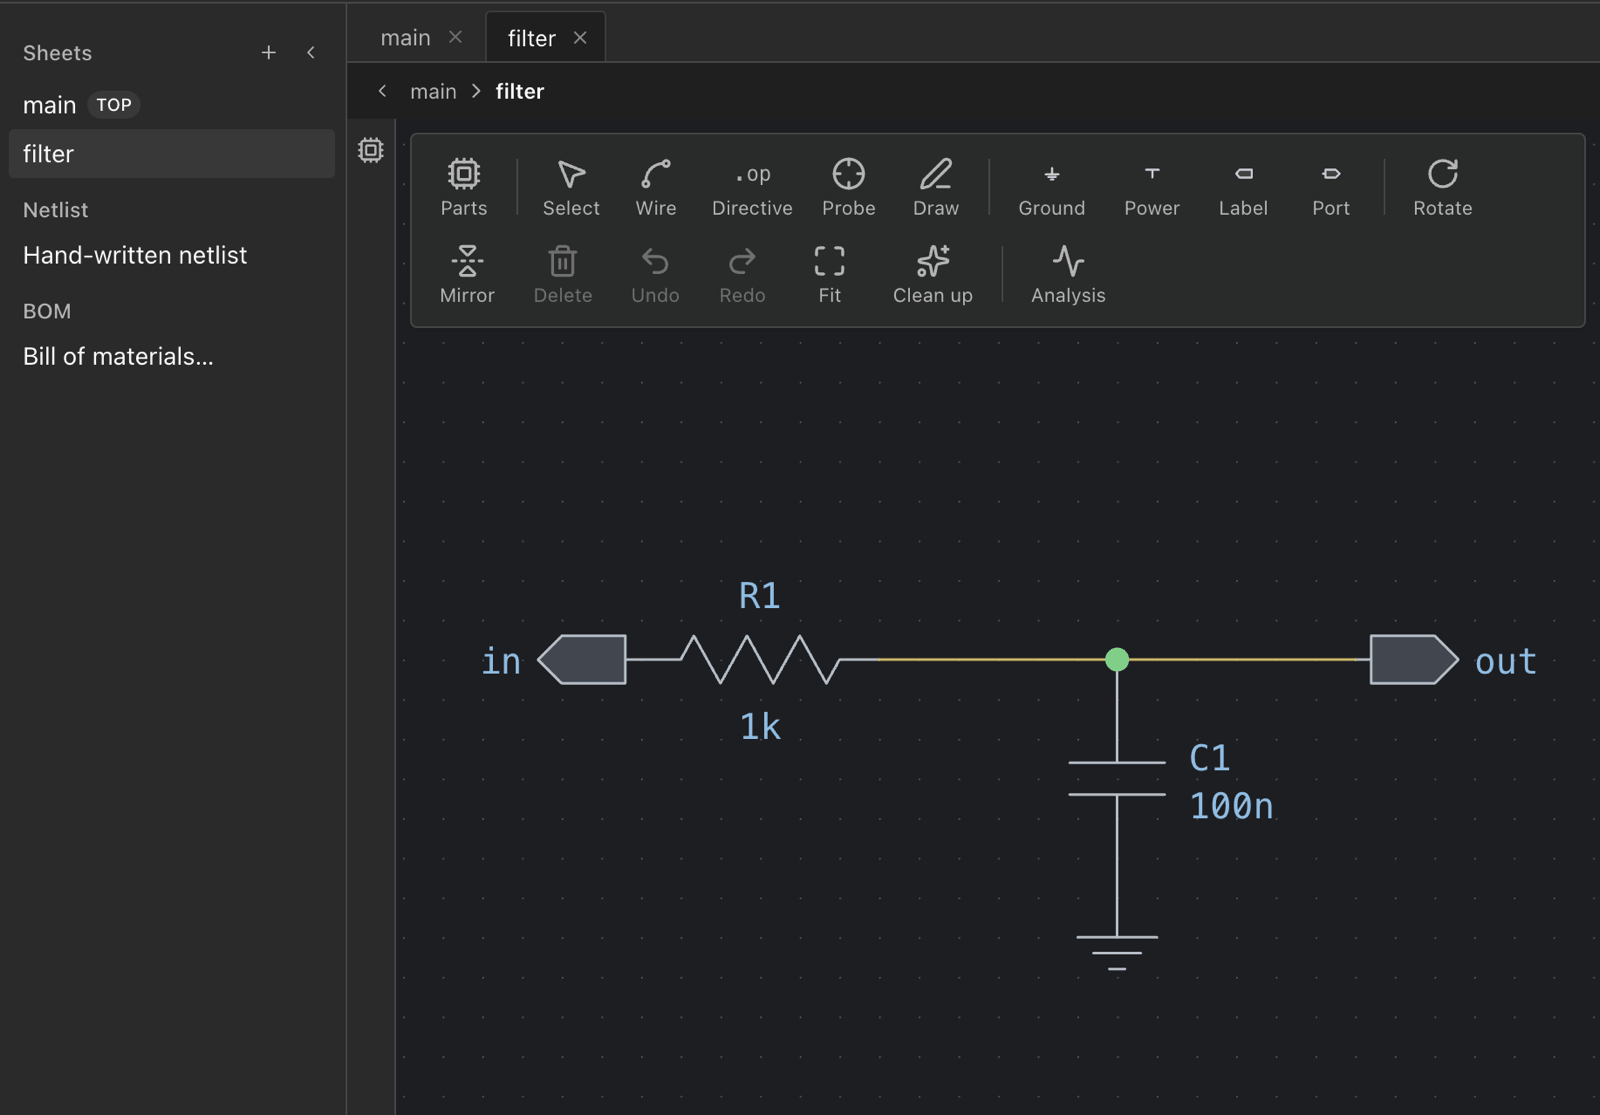 Sheets
main TOP
filter
Netlist
Hand-written netlist
BOM
Bill of materials...
main
filter
main > filter
Parts
Select
Wire
.op
Directive
Probe
Draw
Ground
Power
Label
Port
Rotate
Mirror
Delete
Undo
Redo
Fit
Clean up
Analysis
R1
in
out
1k
C1
100n